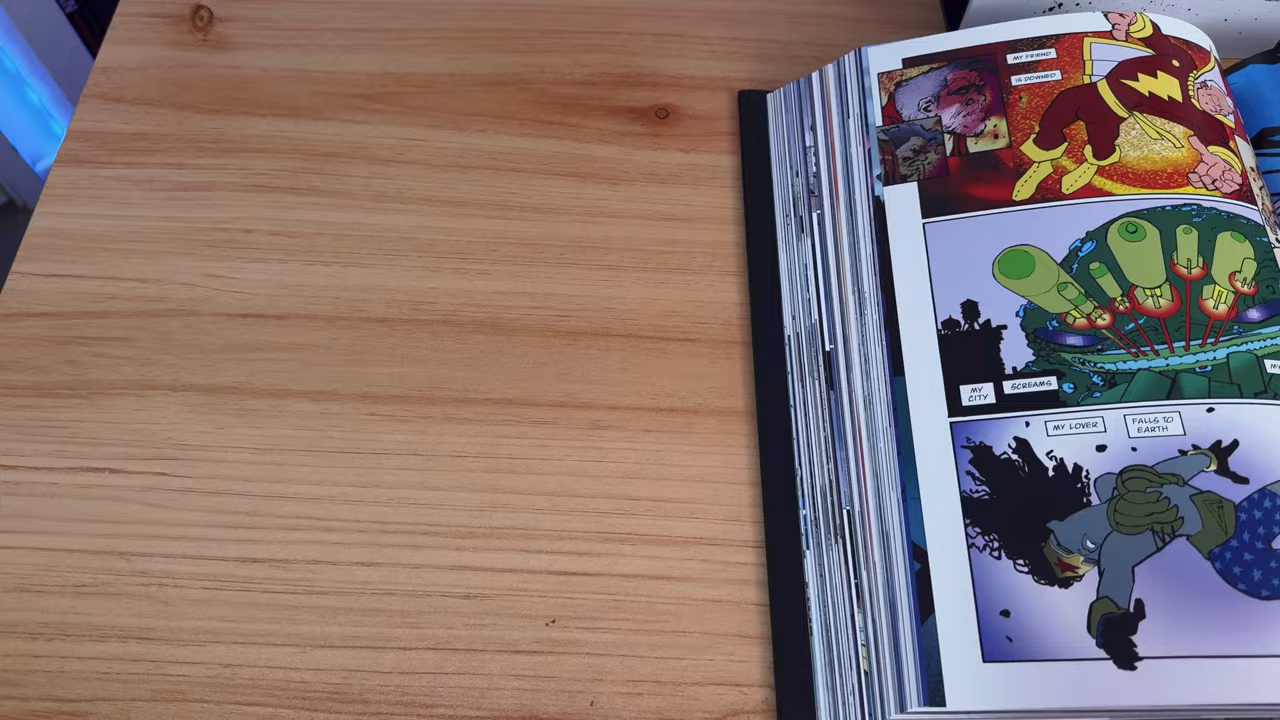 MY FRIEND
IS DOWNED
MY
CITY
SCREAMS
MY LOVER
FALLS TO
EARTH